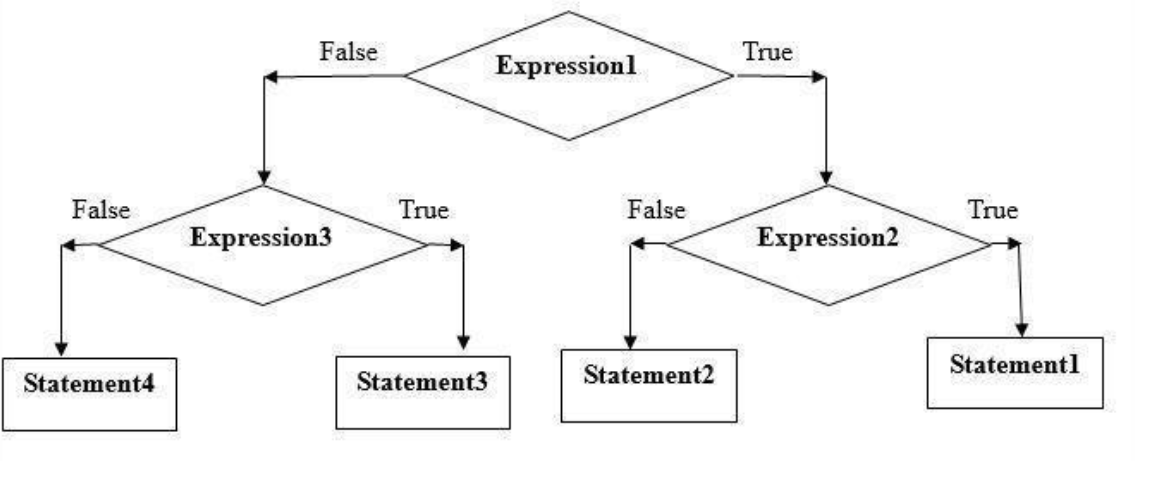 False
Expression1
True
False
Expression3
True
False
Expression2
True
Statement4
Statement3
Statement2
Statement1